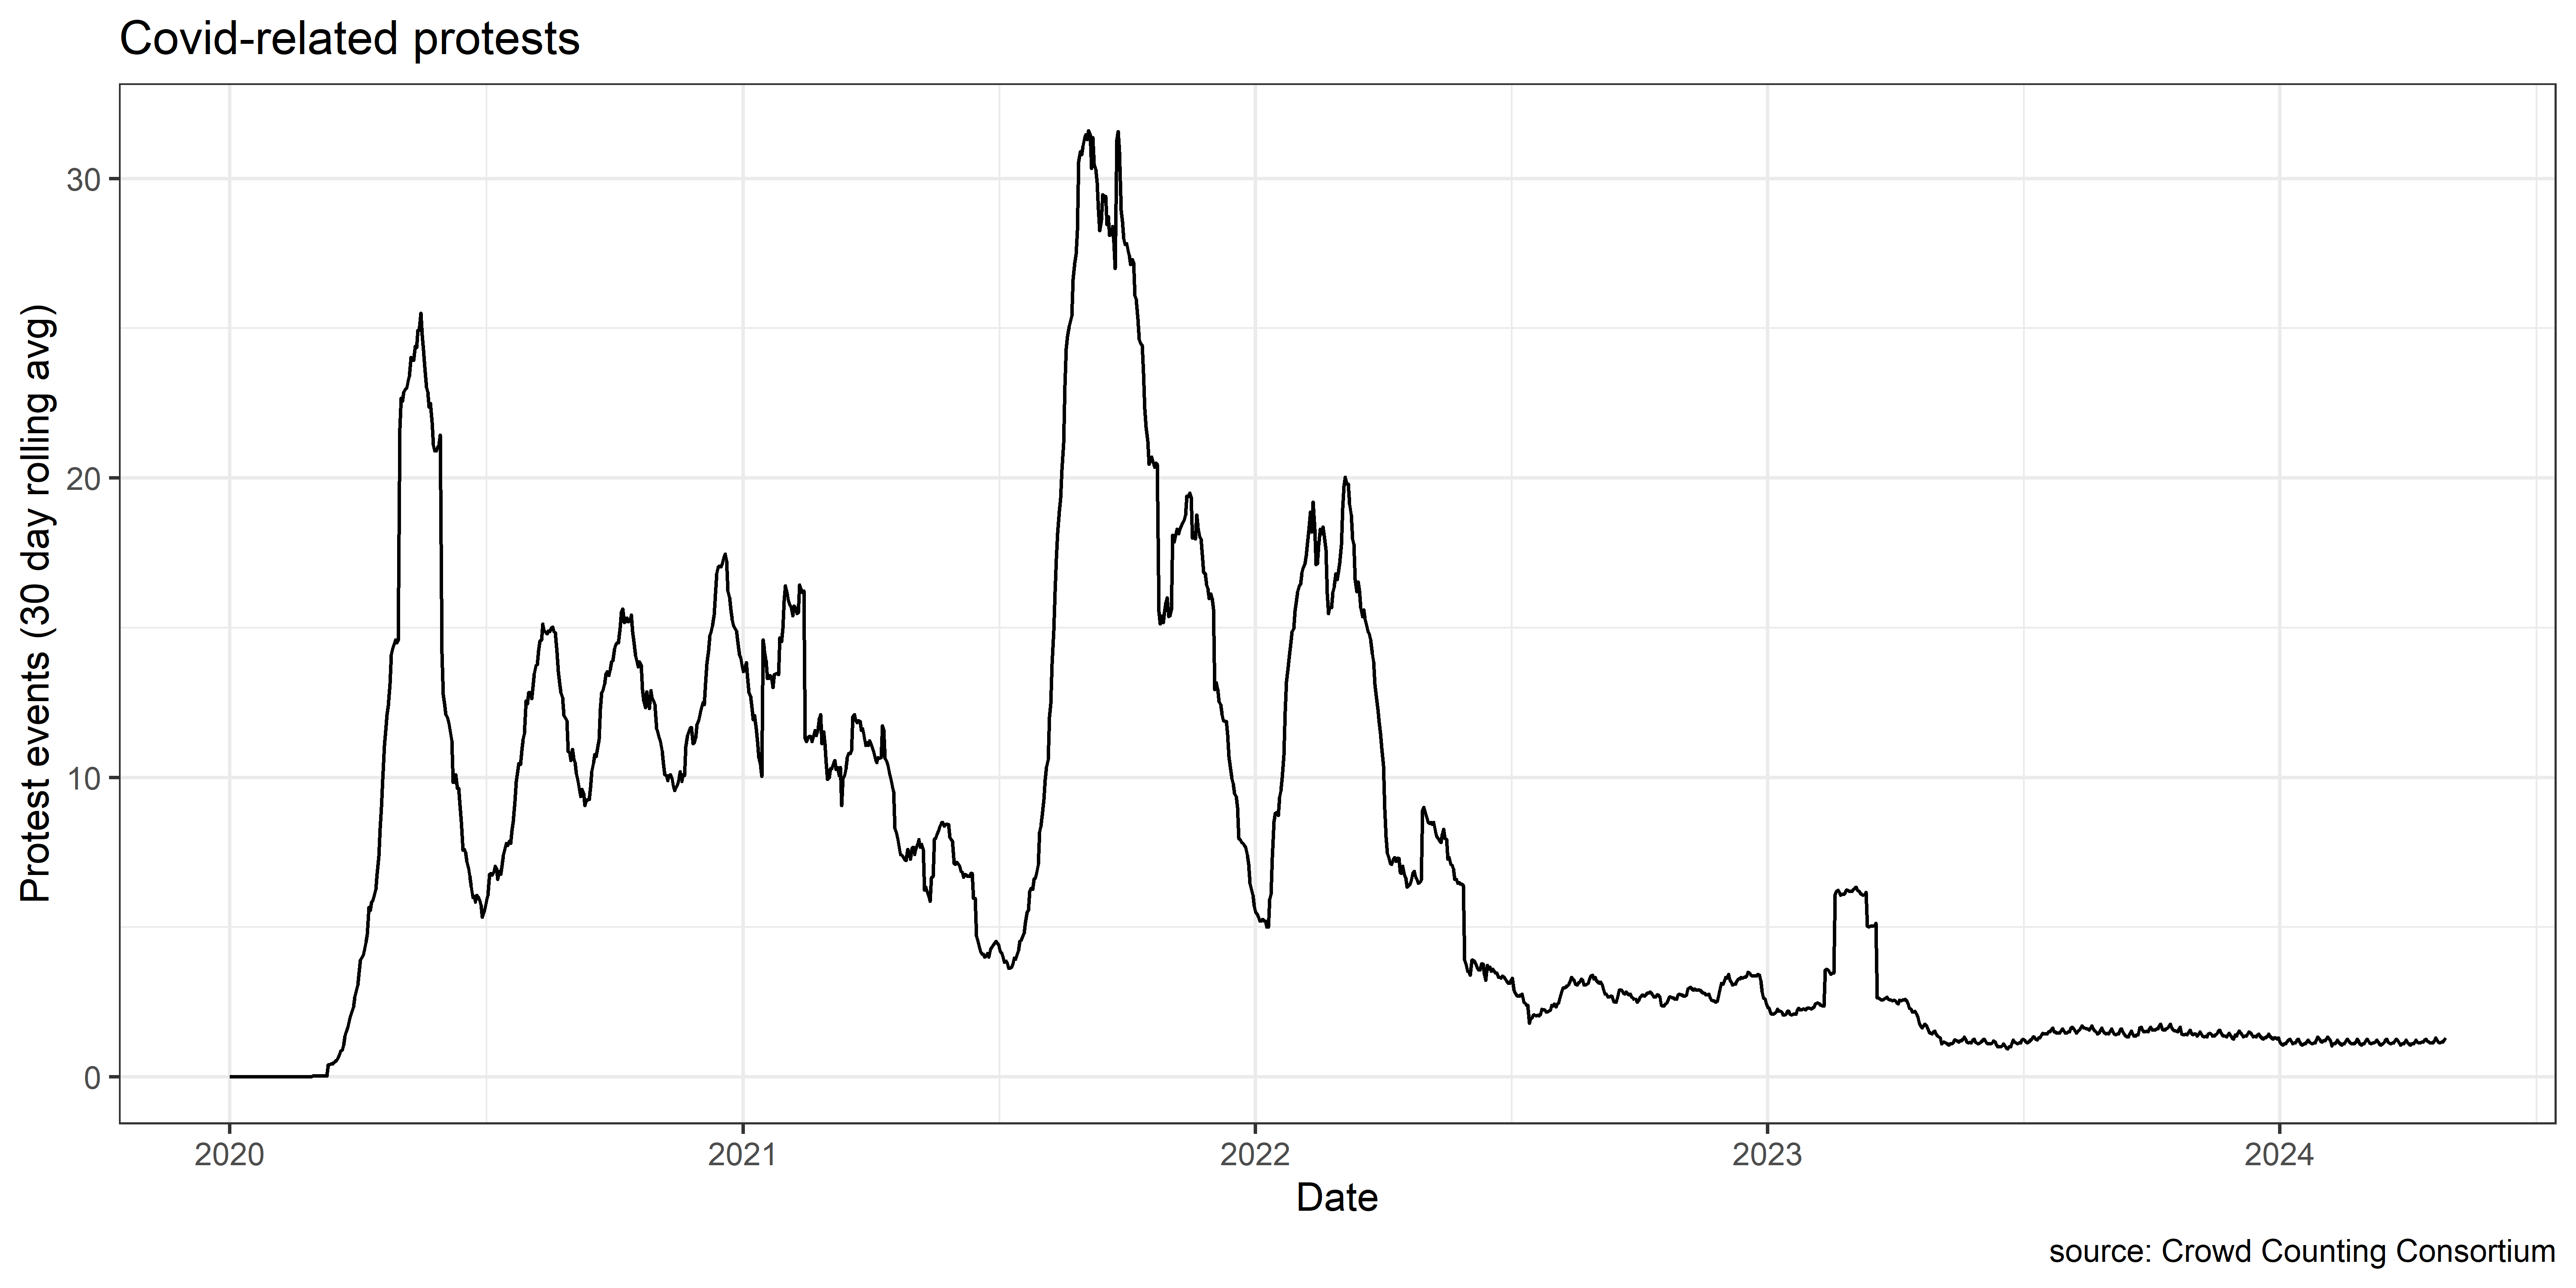 Covid-related protests
Protest events (30 day rolling avg)
30
20
10
0
2020
2021
2022
2023
2024
Date
source: Crowd Counting Consortium